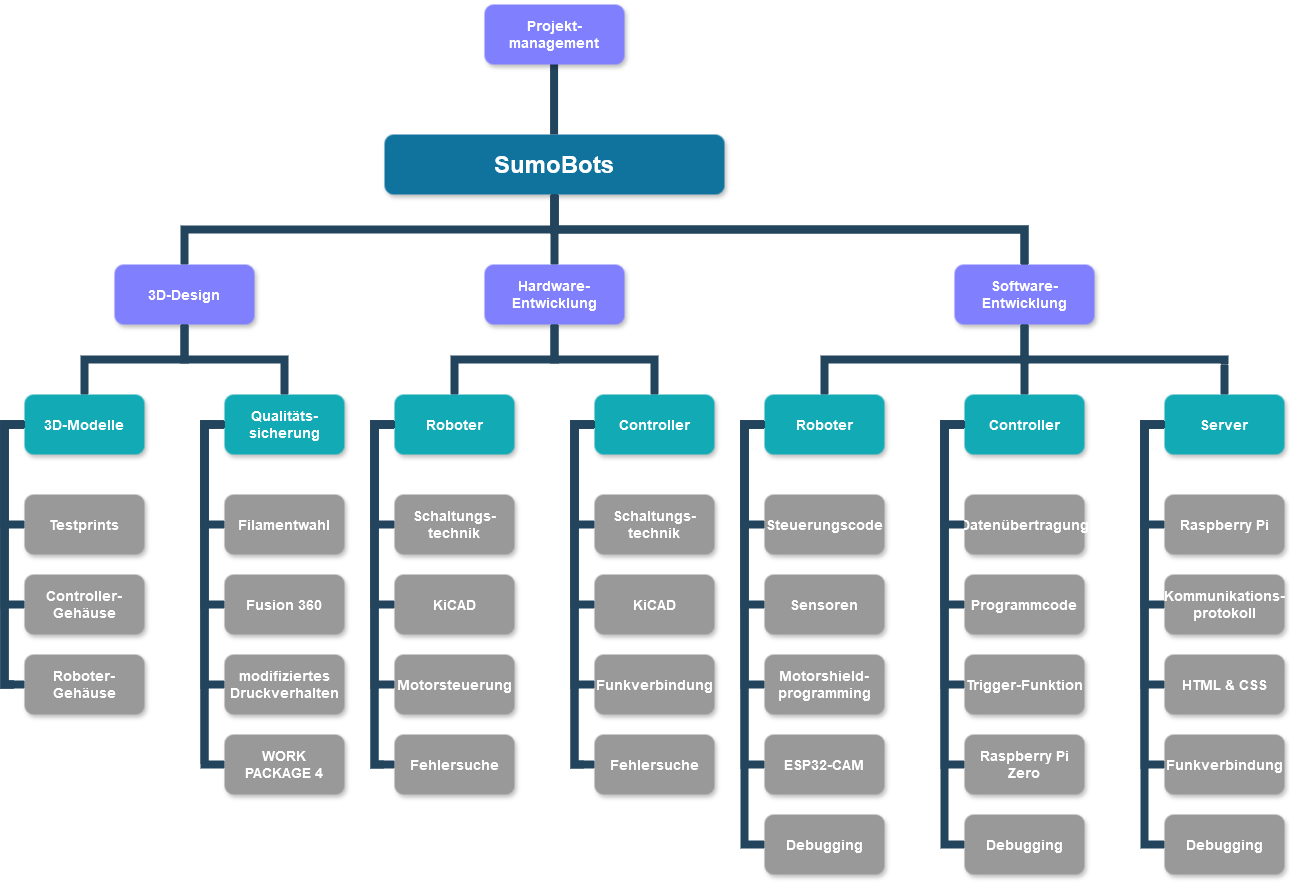 Projekt-
management
SumoBots
3D-Design
Hardware-
Entwicklung
Software-
Entwicklung
3D-Modelle
Testprints
Controller-
Gehäuse
Roboter-
Gehäuse
Qualitäts-
sicherung
Filamentwahl
Fusion 360
modifiziertes
Druckverhalten
WORK
PACKAGE 4
Roboter
Schaltungs-
technik
KiCAD
Motorsteuerung
Fehlersuche
Controller
Schaltungs-
technik
KiCAD
Funkverbindung
Fehlersuche
Roboter
Steuerungscode
Sensoren
Motorshield-
programming
ESP32-CAM
Debugging
Controller
Datenübertragung
Programmcode
Trigger-Funktion
Raspberry Pi
Zero
Debugging
Server
Raspberry Pi
Kommunikations-
protokoll
HTML & CSS
Funkverbindung
Debugging